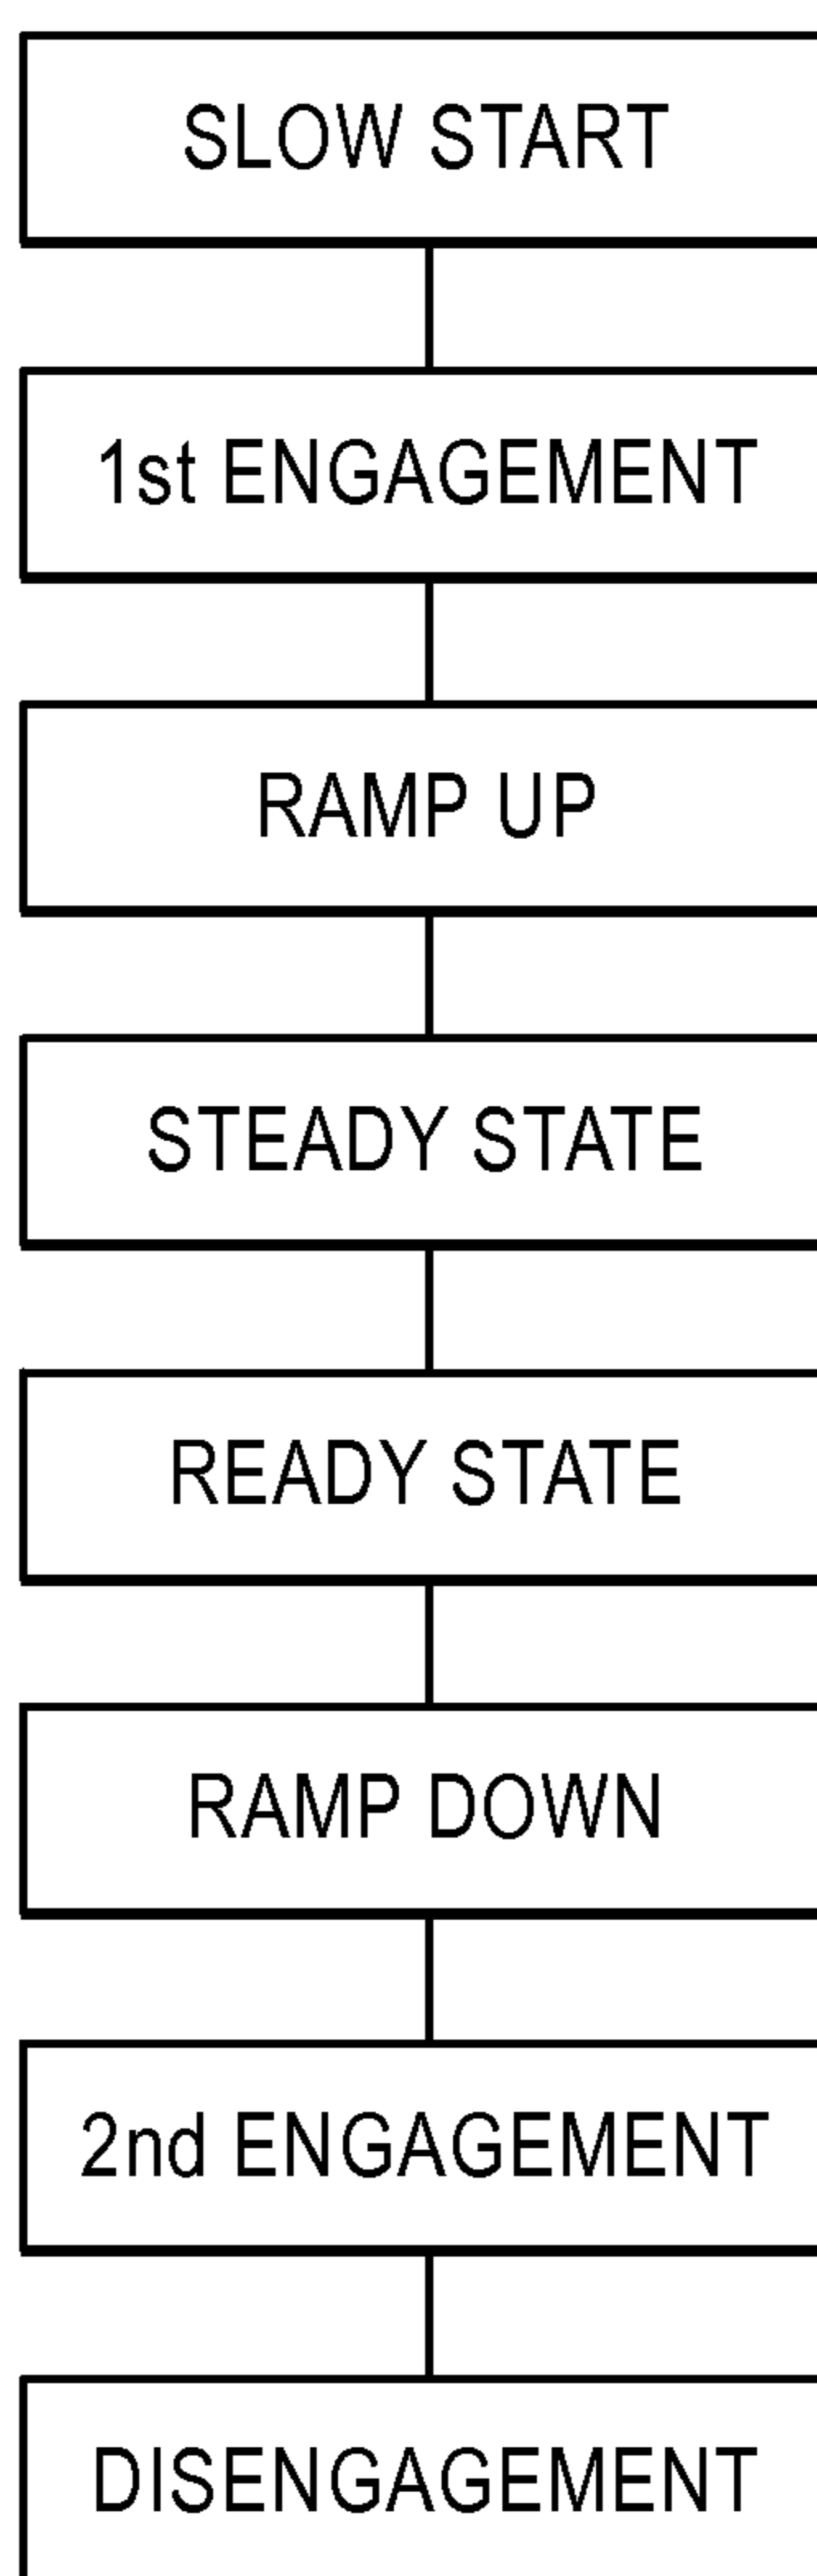 SLOW START
1st ENGAGEMENT
RAMP UP
STEADY STATE
READY STATE
RAMP DOWN
2nd ENGAGEMENT
DISENGAGEMENT